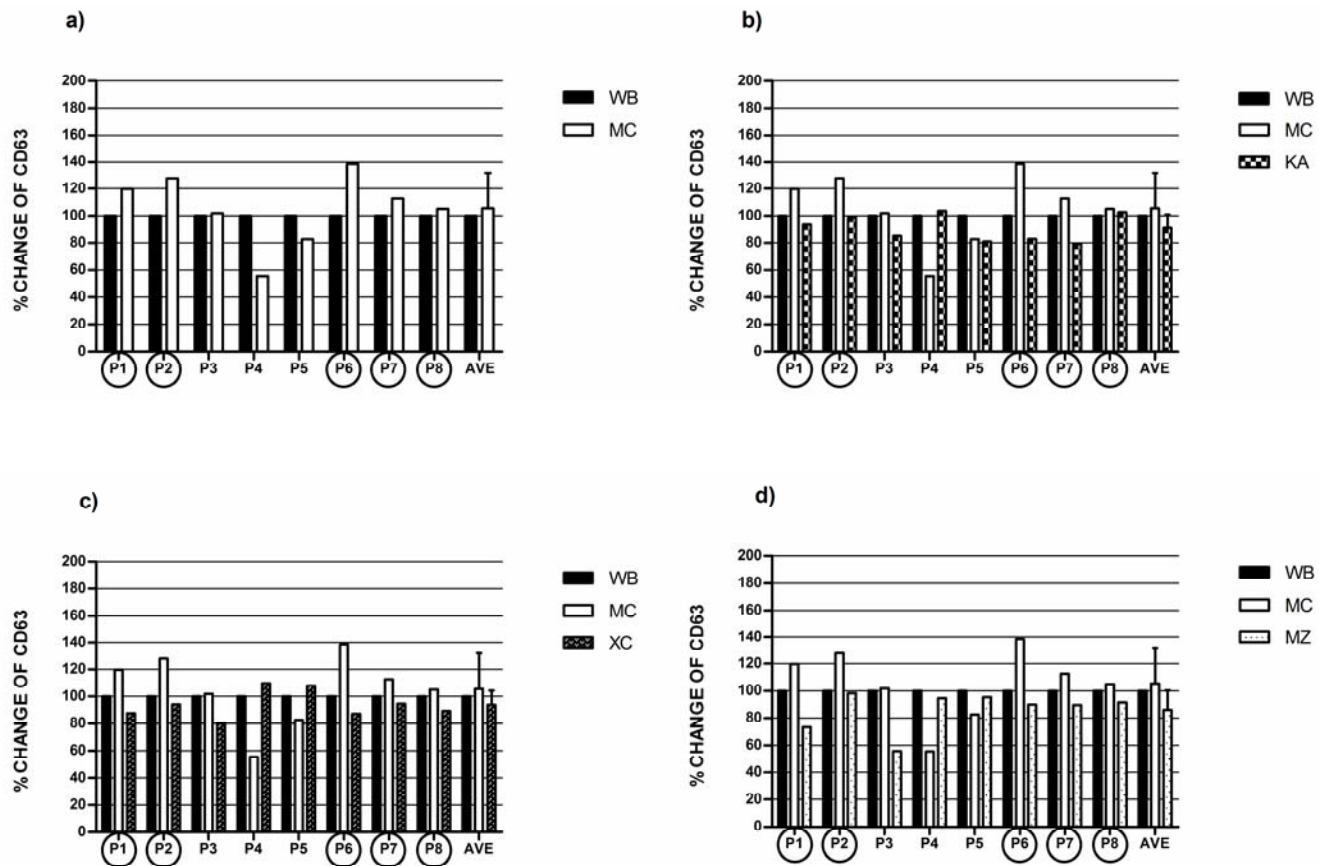 a)
% CHANGE OF CD63
200
180
160
140
120
100
80
60
40
20
0
P1 P2 P3 P4 P5 P6 P7 P8 AVE
WB
MC
b)
% CHANGE OF CD63
200
180
160
140
120
100
80
60
40
20
0
P1 P2 P3 P4 P5 P6 P7 P8 AVE
WB
MC
KA
c)
% CHANGE OF CD63
200
180
160
140
120
100
80
60
40
20
0
P1 P2 P3 P4 P5 P6 P7 P8 AVE
WB
MC
XC
d)
% CHANGE OF CD63
200
180
160
140
120
100
80
60
40
20
0
P1 P2 P3 P4 P5 P6 P7 P8 AVE
WB
MC
MZ